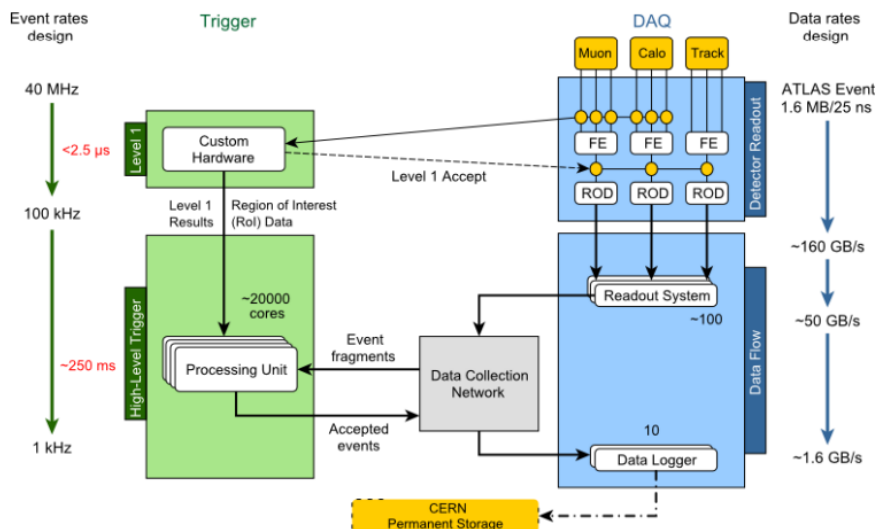 Event rates
design
Trigger
DAQ
Data rates
design
Muon
Calo
Track
40 MHz
ATLAS Event
1.6 MB/25 ns
Level 1
<2.5 μs
Custom
Hardware
FE
FE
FE
Level 1 Accept
ROD
ROD
ROD
Detector Readout
100 kHz
Level 1
Results
Region of Interest
(RoI) Data
~160 GB/s
~20000
cores
Readout System
~100
~50 GB/s
High-Level Trigger
~250 ms
Processing Unit
Event
fragments
Data Collection
Network
Data Flow
Accepted
events
10
Data Logger
1 kHz
~1.6 GB/s
CERN
Permanent Storage